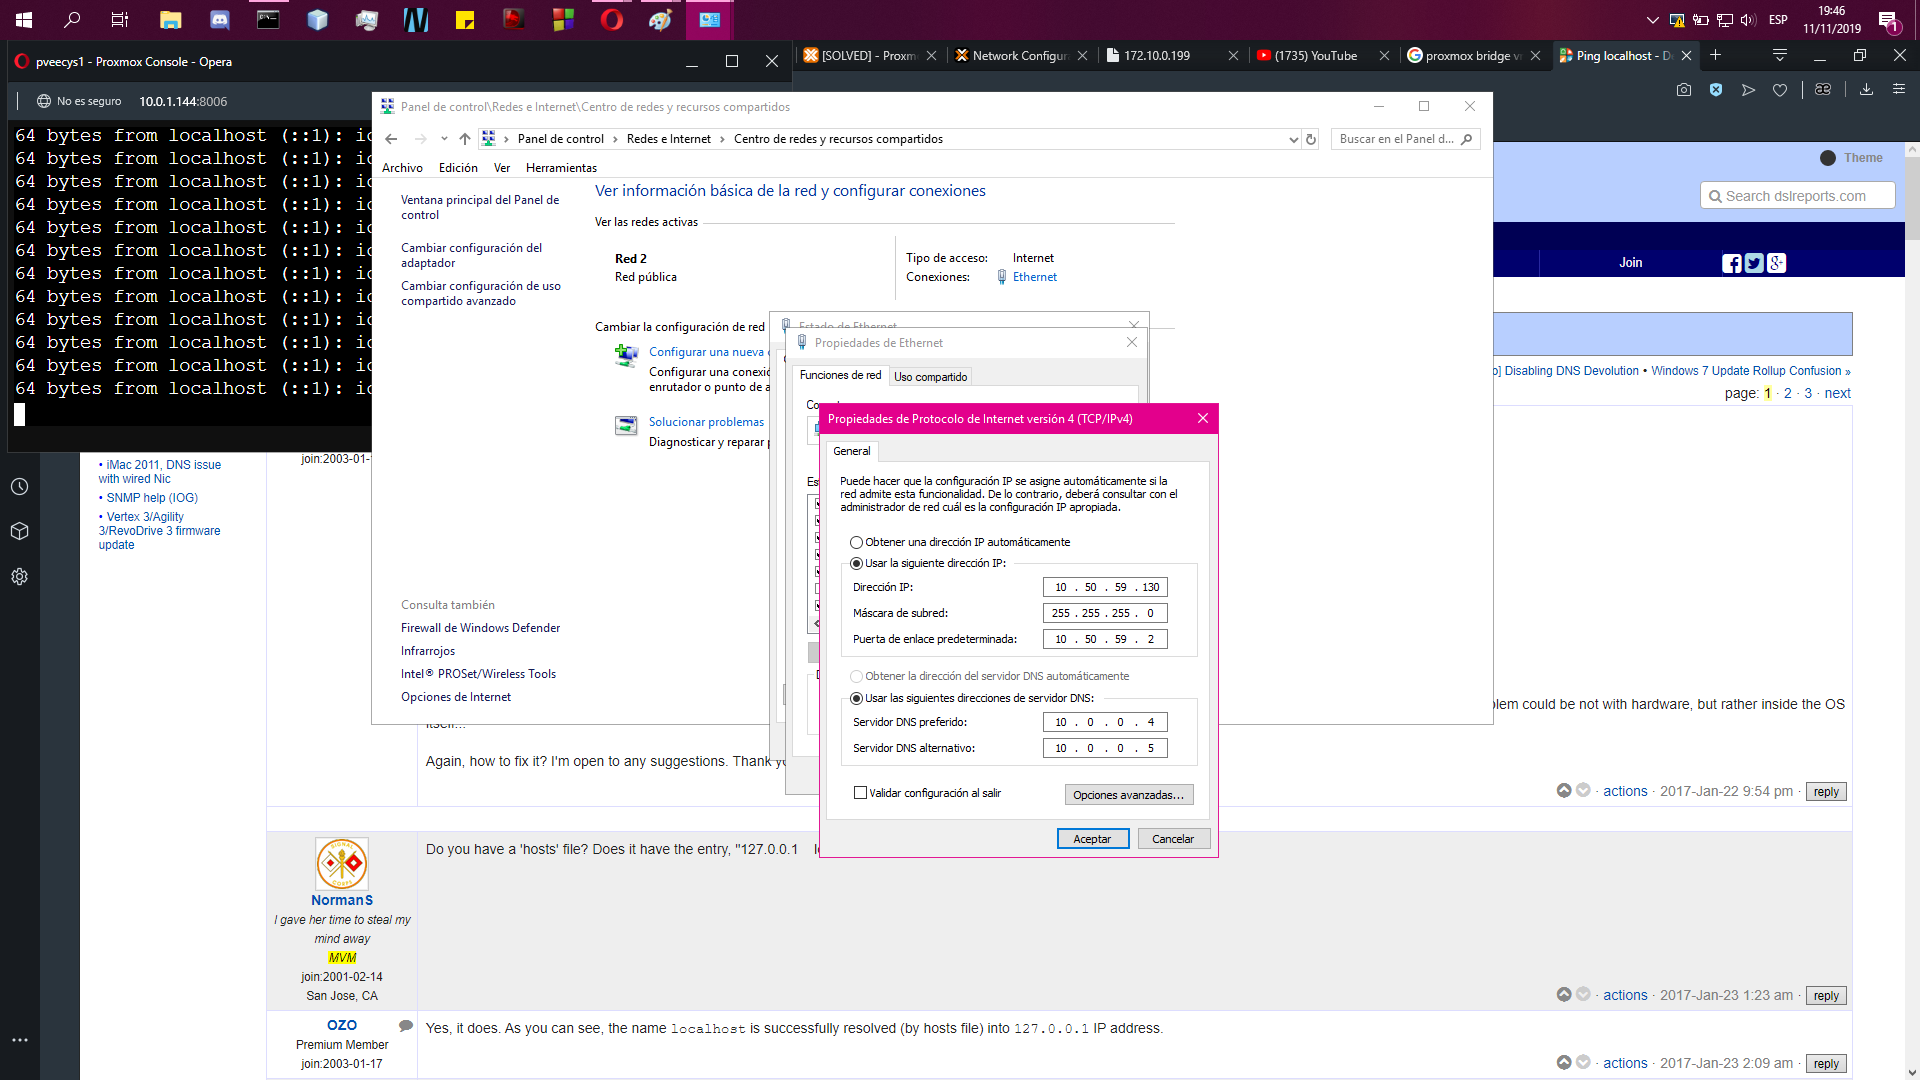 19:46
ESP
11/11/2019
1
pveecys1 - Proxmox Console - Opera
[SOLVED] - Proxm
Network Configur
172.10.0.199
(1735) YouTube
proxmox bridge v
Ping localhost - D
No es seguro
10.0.1.144:8006
64 bytes from localhost (::1): ic
64 bytes from localhost (::1): ic
64 bytes from localhost (::1): ic
64 bytes from localhost (::1): ic
64 bytes from localhost (::1): ic
64 bytes from localhost (::1): ic
64 bytes from localhost (::1): ic
64 bytes from localhost (::1): ic
64 bytes from localhost (::1): ic
64 bytes from localhost (::1): ic
64 bytes from localhost (::1): ic
64 bytes from localhost (::1): ic
Panel de control\Redes e Internet\Centro de redes y recursos compartidos
Panel de control
Redes e Internet
Centro de redes y recursos compartidos
Buscar en el Panel d...
Archivo Edición Ver Herramientas
Ventana principal del Panel de
control
Cambiar configuración del
adaptador
Cambiar configuración de uso
compartido avanzado
Ver información básica de la red y configurar conexiones
Ver las redes activas
Red 2
Red pública
Tipo de acceso: Internet
Conexiones: Ethernet
Cambiar la configuración de red
Configurar una nueva
Configurar una conexi
enrutador o punto de a
Solucionar problemas
Diagnosticar y reparar p
Consulta también
Firewall de Windows Defender
Infrarrojos
Intel® PROSet/Wireless Tools
Opciones de Internet
Estado de Ethernet
Propiedades de Ethernet
Funciones de red
Uso compartido
Propiedades de Protocolo de Internet versión 4 (TCP/IPv4)
General
Puede hacer que la configuración IP se asigne automáticamente si la
red admite esta funcionalidad. De lo contrario, deberá consultar con el
administrador de red cuál es la configuración IP apropiada.
Obtener una dirección IP automáticamente
Usar la siguiente dirección IP:
Dirección IP: 10 . 50 . 59 . 130
Máscara de subred: 255 . 255 . 255 . 0
Puerta de enlace predeterminada: 10 . 50 . 59 . 2
Obtener la dirección del servidor DNS automáticamente
Usar las siguientes direcciones de servidor DNS:
Servidor DNS preferido: 10 . 0 . 0 . 4
Servidor DNS alternativo: 10 . 0 . 0 . 5
Validar configuración al salir
Opciones avanzadas...
Aceptar
Cancelar
Theme
Search dslreports.com
Join
o] Disabling DNS Devolution • Windows 7 Update Rollup Confusion »
page: 1 · 2 · 3 · next
join:2003-01-
• iMac 2011, DNS issue
with wired Nic
• SNMP help (IOG)
• Vertex 3/Agility
3/RevoDrive 3 firmware
update
lem could be not with hardware, but rather inside the OS
itself...
Again, how to fix it? I'm open to any suggestions. Thank y
· actions · 2017-Jan-22 9:54 pm · reply
NormanS
I gave her time to steal my
mind away
MVM
join:2001-02-14
San Jose, CA
Do you have a 'hosts' file? Does it have the entry, "127.0.0.1
· actions · 2017-Jan-23 1:23 am · reply
OZO
Premium Member
join:2003-01-17
Yes, it does. As you can see, the name localhost is successfully resolved (by hosts file) into 127.0.0.1 IP address.
· actions · 2017-Jan-23 2:09 am · reply